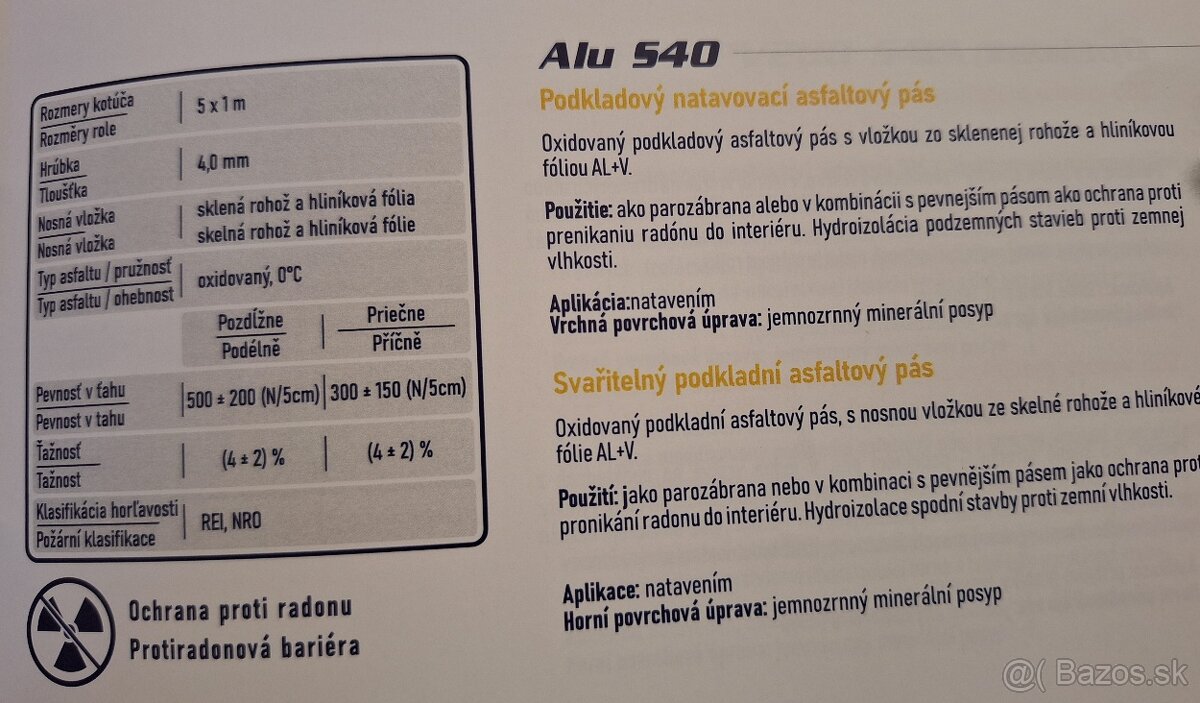 Rozmery kotúča
Rozměry role
5 x 1 m
Hrúbka
Tloušťka
4,0 mm
Nosná vložka
Nosná vložka
sklená rohož a hliníková fólia
skelná rohož a hliníková fólie
Typ asfaltu / pružnosť
Typ asfaltu / ohebnost
oxidovaný, 0°C
Pozdĺžne
Podélně
Priečne
Příčně
Pevnosť v ťahu
Pevnost v tahu
500 ± 200 (N/5cm)
300 ± 150 (N/5cm)
Ťažnosť
Tažnost
(4 ± 2) %
(4 ± 2) %
Klasifikácia horľavosti
Požární klasifikace
REI, NRO
Ochrana proti radonu
Protiradonová bariéra
Alu S40
Podkladový natavovací asfaltový pás
Oxidovaný podkladový asfaltový pás s vložkou zo sklenenej rohože a hliníkovou
fóliou AL+V.
Použitie: ako parozábrana alebo v kombinácii s pevnejším pásom ako ochrana proti
prenikaniu radónu do interiéru. Hydroizolácia podzemných stavieb proti zemnej
vlhkosti.
Aplikácia:natavením
Vrchná povrchová úprava: jemnozrnný minerální posyp
Svařitelný podkladní asfaltový pás
Oxidovaný podkladní asfaltový pás, s nosnou vložkou ze skelné rohože a hliníkové
fólie AL+V.
Použití: jako parozábrana nebo v kombinaci s pevnějším pásem jako ochrana prot
pronikání radonu do interiéru. Hydroizolace spodní stavby proti zemní vlhkosti.
Aplikace: natavením
Horní povrchová úprava: jemnozrnný minerální posyp
@( Bazos.sk